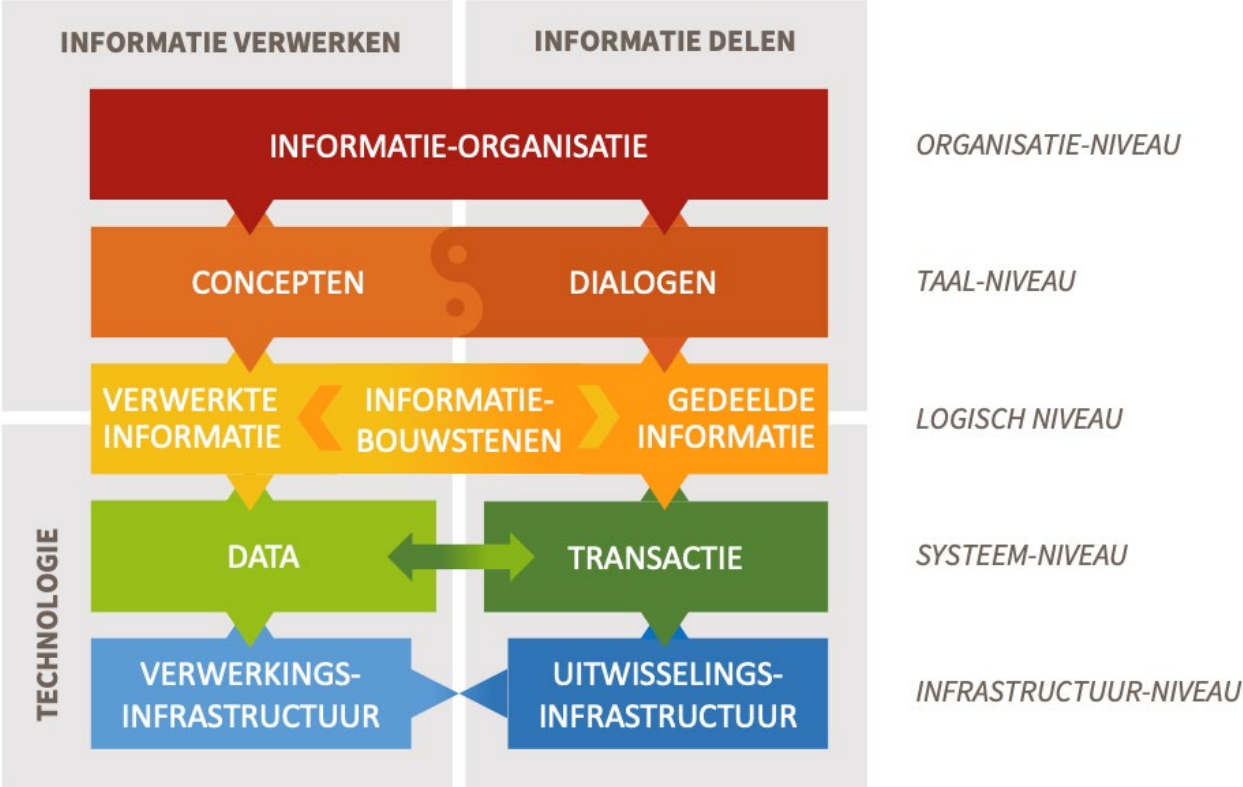 INFORMATIE VERWERKEN
INFORMATIE DELEN
INFORMATIE-ORGANISATIE
ORGANISATIE-NIVEAU
CONCEPTEN
DIALOGEN
TAAL-NIVEAU
VERWERKTE
INFORMATIE
INFORMATIE-
BOUWSTENEN
GEDEELDE
INFORMATIE
LOGISCH NIVEAU
TECHNOLOGIE
DATA
TRANSACTIE
SYSTEEM-NIVEAU
VERWERKINGS-
INFRASTRUCTUUR
UITWISSELINGS-
INFRASTRUCTUUR
INFRASTRUCTUUR-NIVEAU